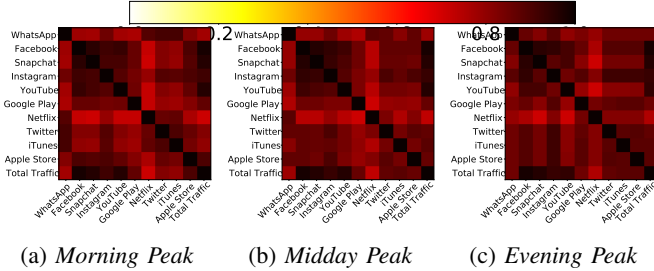 0.2 0.8
WhatsApp
Facebook
Snapchat
Instagram
YouTube
Google Play
Netflix
Twitter
iTunes
Apple Store
Total Traffic
WhatsApp
Facebook
Snapchat
Instagram
YouTube
Google Play
Netflix
Twitter
iTunes
Apple Store
Total Traffic
WhatsApp
Facebook
Snapchat
Instagram
YouTube
Google Play
Netflix
Twitter
iTunes
Apple Store
Total Traffic
WhatsApp Facebook Snapchat Instagram YouTube Google Play Netflix Twitter iTunes Apple Store Total Traffic
WhatsApp Facebook Snapchat Instagram YouTube Google Play Netflix Twitter iTunes Apple Store Total Traffic
WhatsApp Facebook Snapchat Instagram YouTube Google Play Netflix Twitter iTunes Apple Store Total Traffic
(a) Morning Peak (b) Midday Peak (c) Evening Peak